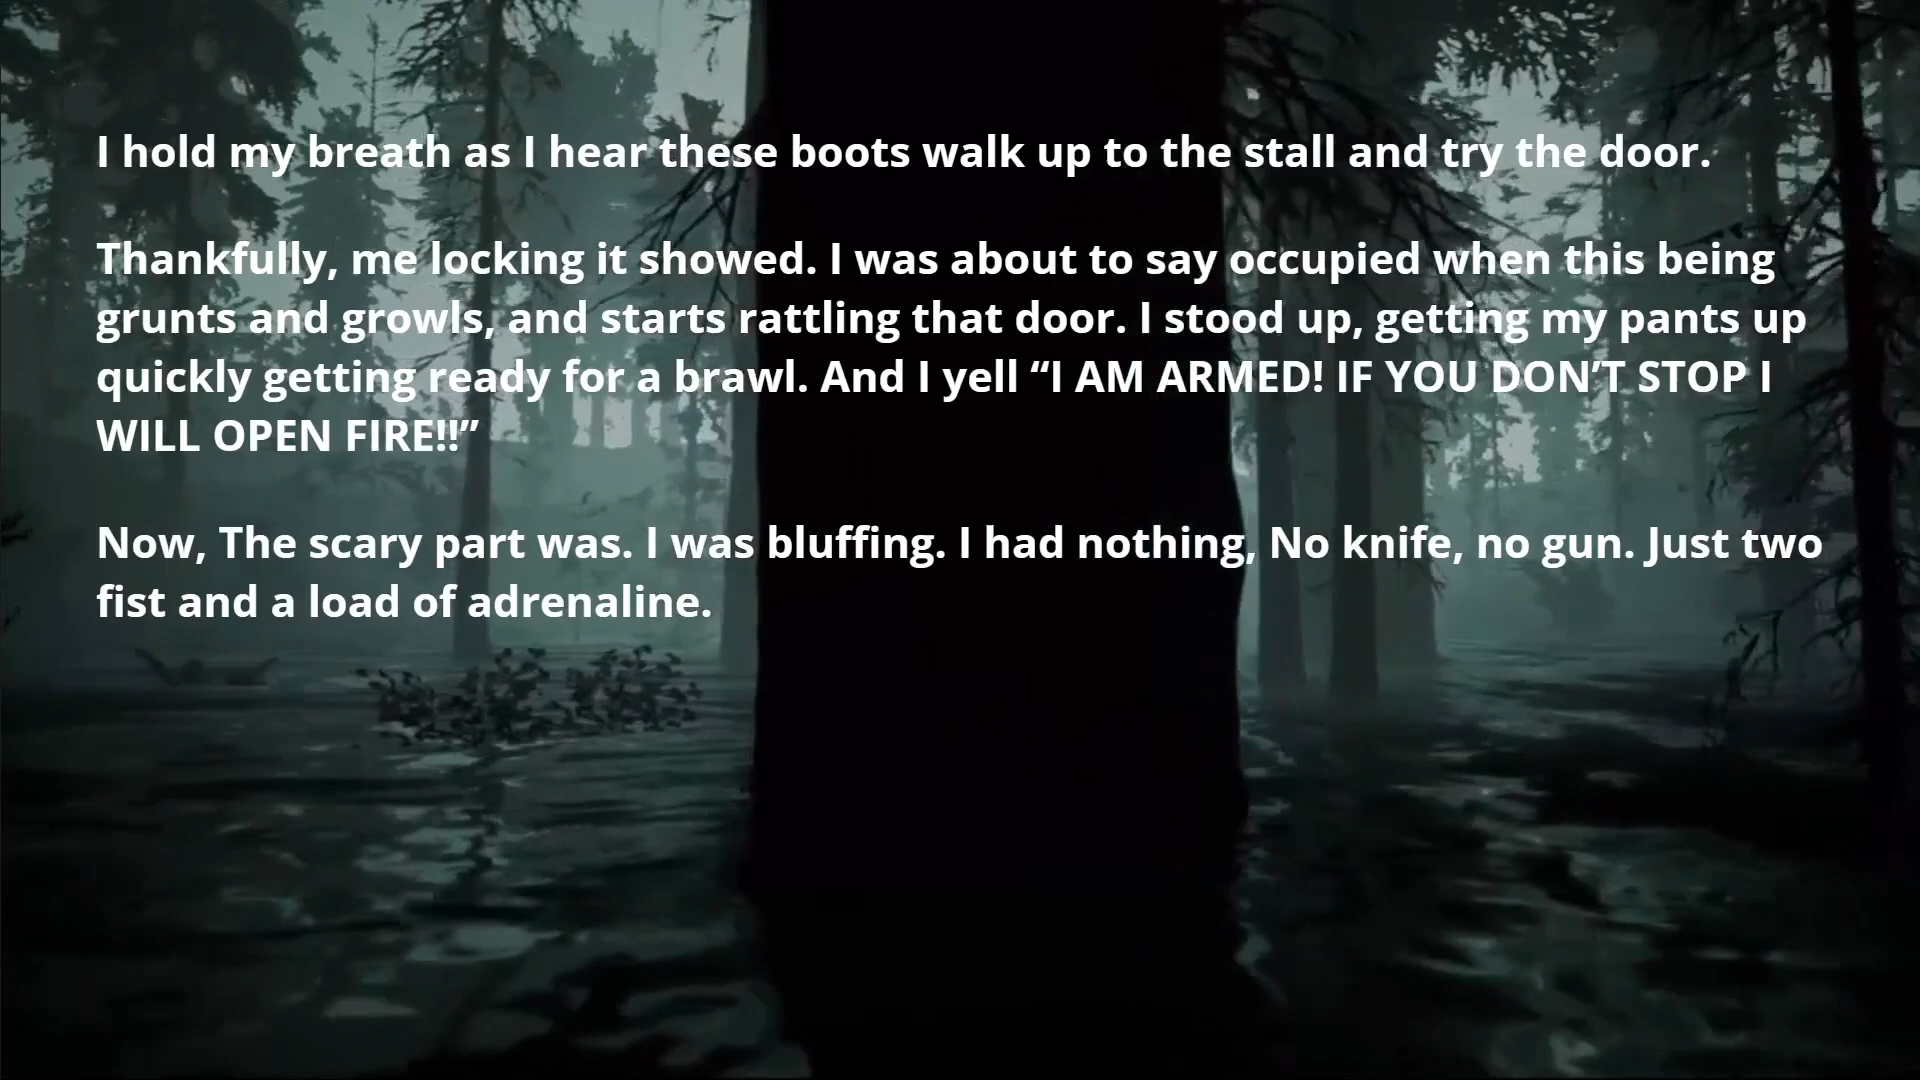 I hold my breath as I hear these boots walk up to the stall and try the door.
Thankfully, me locking it showed. I was about to say occupied when this being
grunts and growls, and starts rattling that door. I stood up, getting my pants up
quickly getting ready for a brawl. And I yell “I AM ARMED! IF YOU DON’T STOP I
WILL OPEN FIRE!!”
Now, The scary part was. I was bluffing. I had nothing, No knife, no gun. Just two
fist and a load of adrenaline.